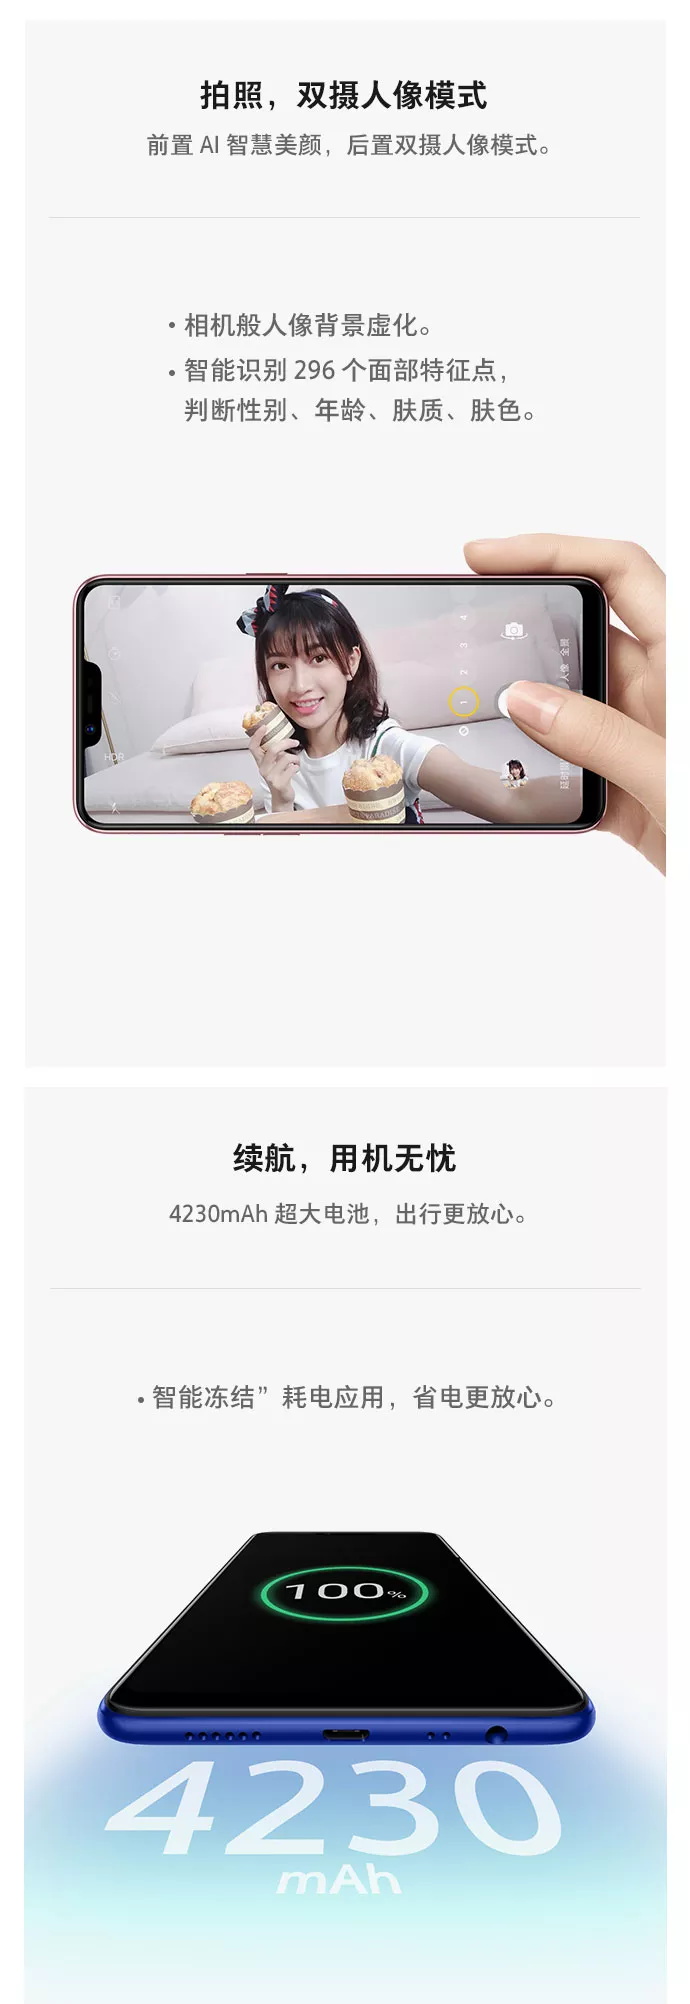 拍照，双摄人像模式
前置 AI 智慧美颜，后置双摄人像模式。
• 相机般人像背景虚化。
• 智能识别 296 个面部特征点，
判断性别、年龄、肤质、肤色。
4
3
2
1
人像 全景
HDR
续航，用机无忧
4230mAh 超大电池，出行更放心。
• 智能冻结” 耗电应用，省电更放心。
100%
4230
mAh